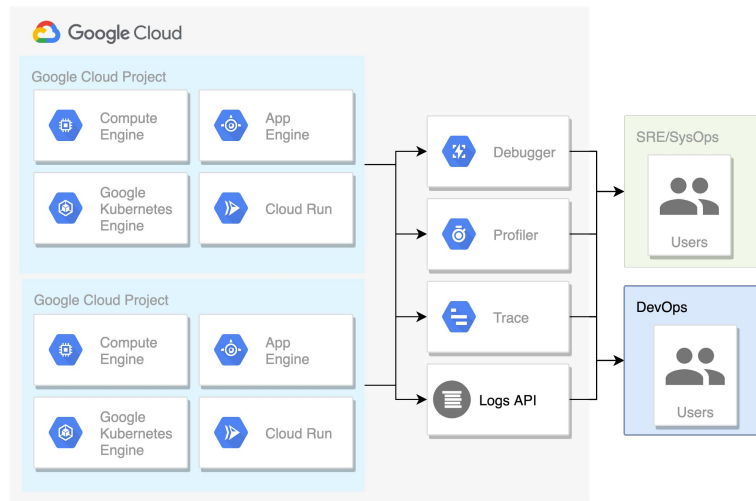 Google Cloud
Google Cloud Project
Compute
Engine
App
Engine
Google
Kubernetes
Engine
Cloud Run
Google Cloud Project
Compute
Engine
App
Engine
Google
Kubernetes
Engine
Cloud Run
Debugger
Profiler
Trace
Logs API
SRE/SysOps
Users
DevOps
Users